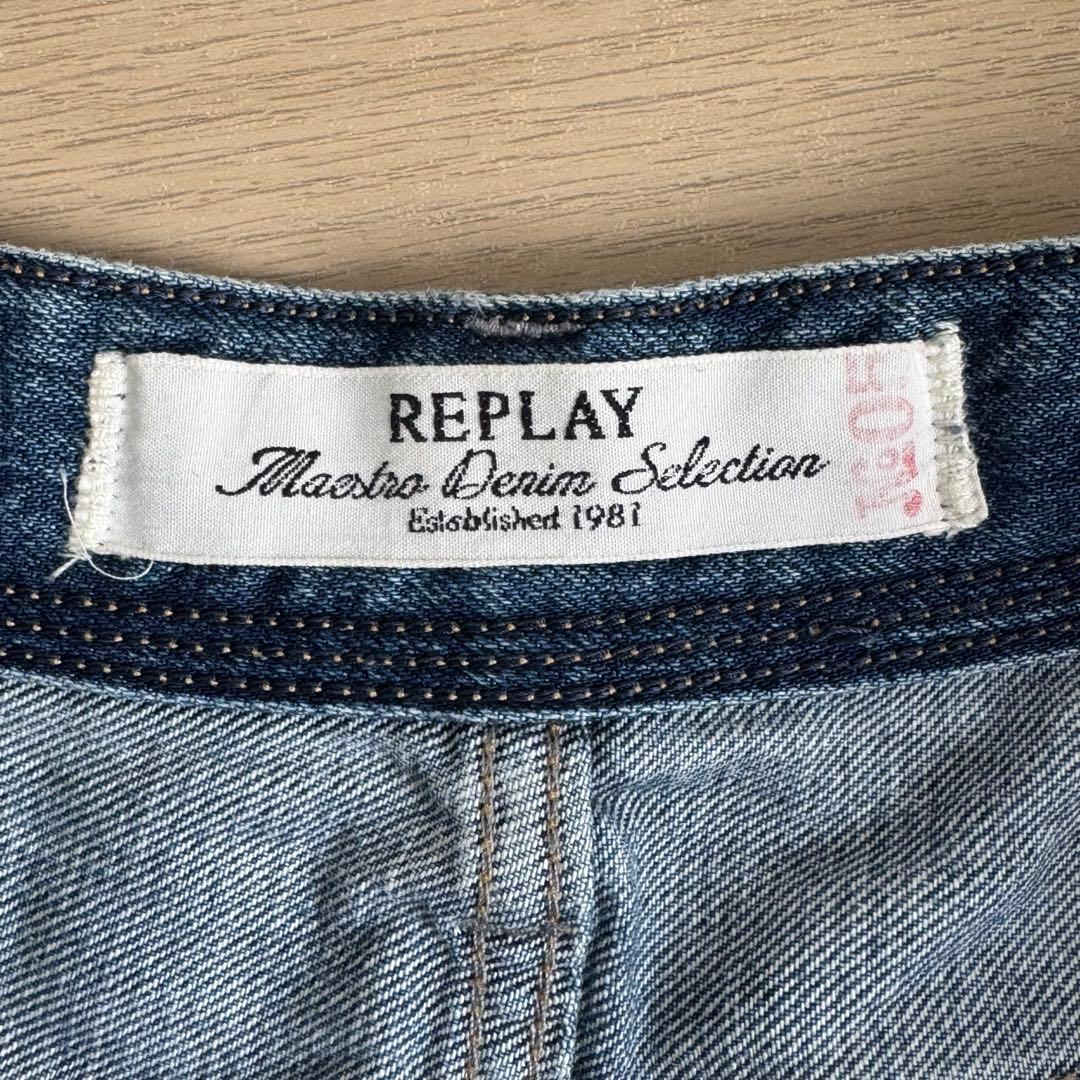 REPLAY
Maestro Denim Selection
Established 1981